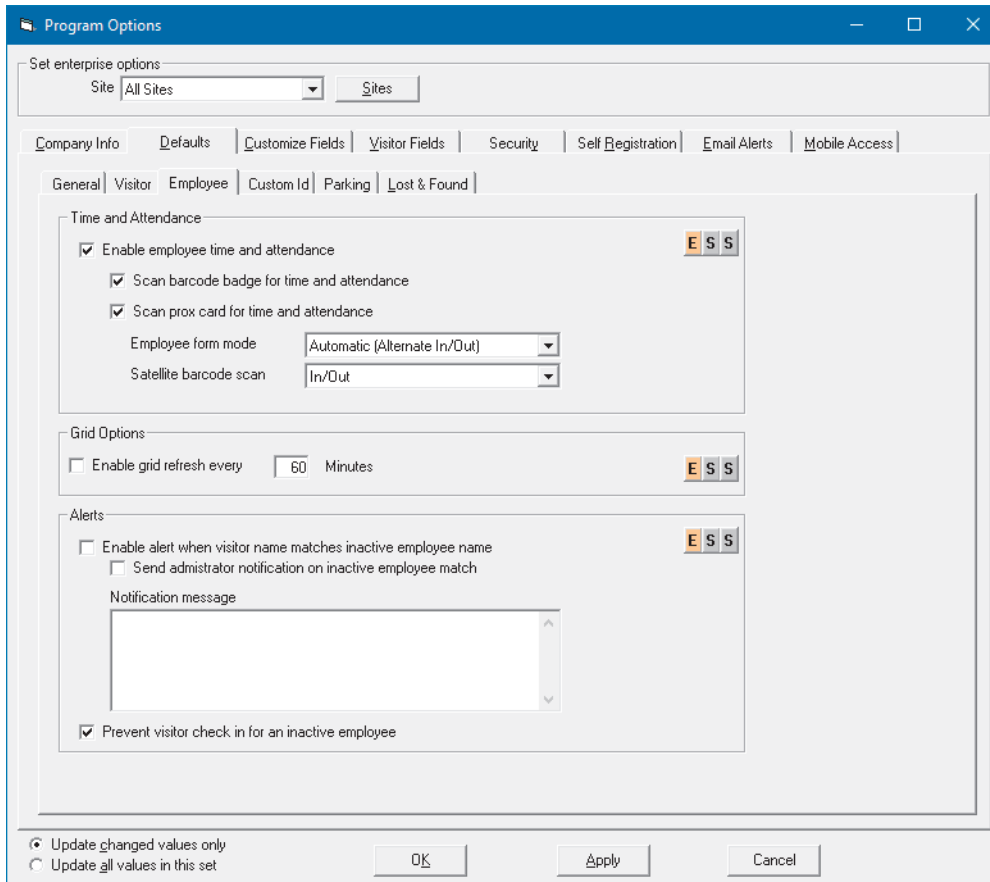 Program Options
Set enterprise options
Site All Sites Sites
Company Info Defaults Customize Fields Visitor Fields Security Self Registration Email Alerts Mobile Access
General Visitor Employee Custom Id Parking Lost & Found
Time and Attendance
Enable employee time and attendance E S S
Scan barcode badge for time and attendance
Scan prox card for time and attendance
Employee form mode Automatic (Alternate In/Out)
Satellite barcode scan In/Out
Grid Options
Enable grid refresh every 60 Minutes E S S
Alerts
Enable alert when visitor name matches inactive employee name E S S
Send admistrator notification on inactive employee match
Notification message
Prevent visitor check in for an inactive employee
Update changed values only
Update all values in this set
OK Apply Cancel